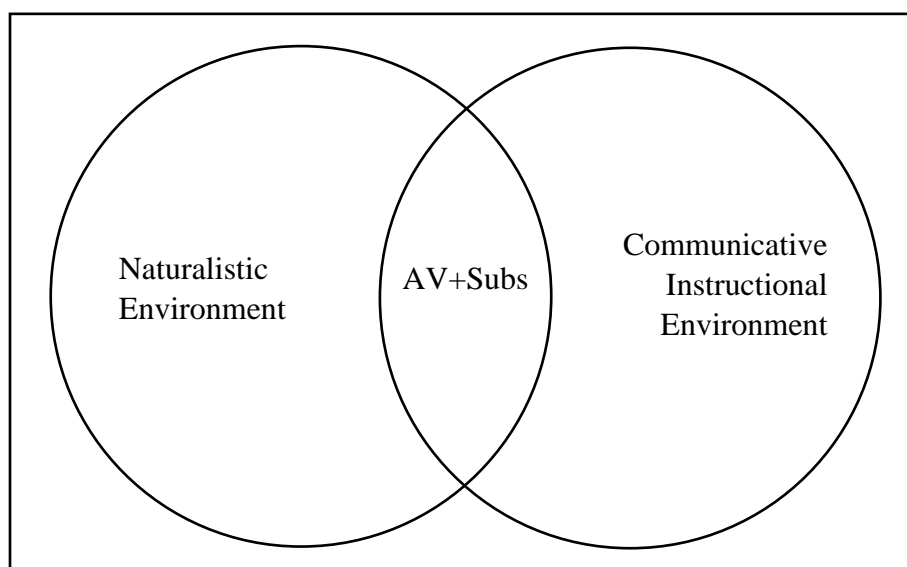 Naturalistic
Environment
AV+Subs
Communicative
Instructional
Environment